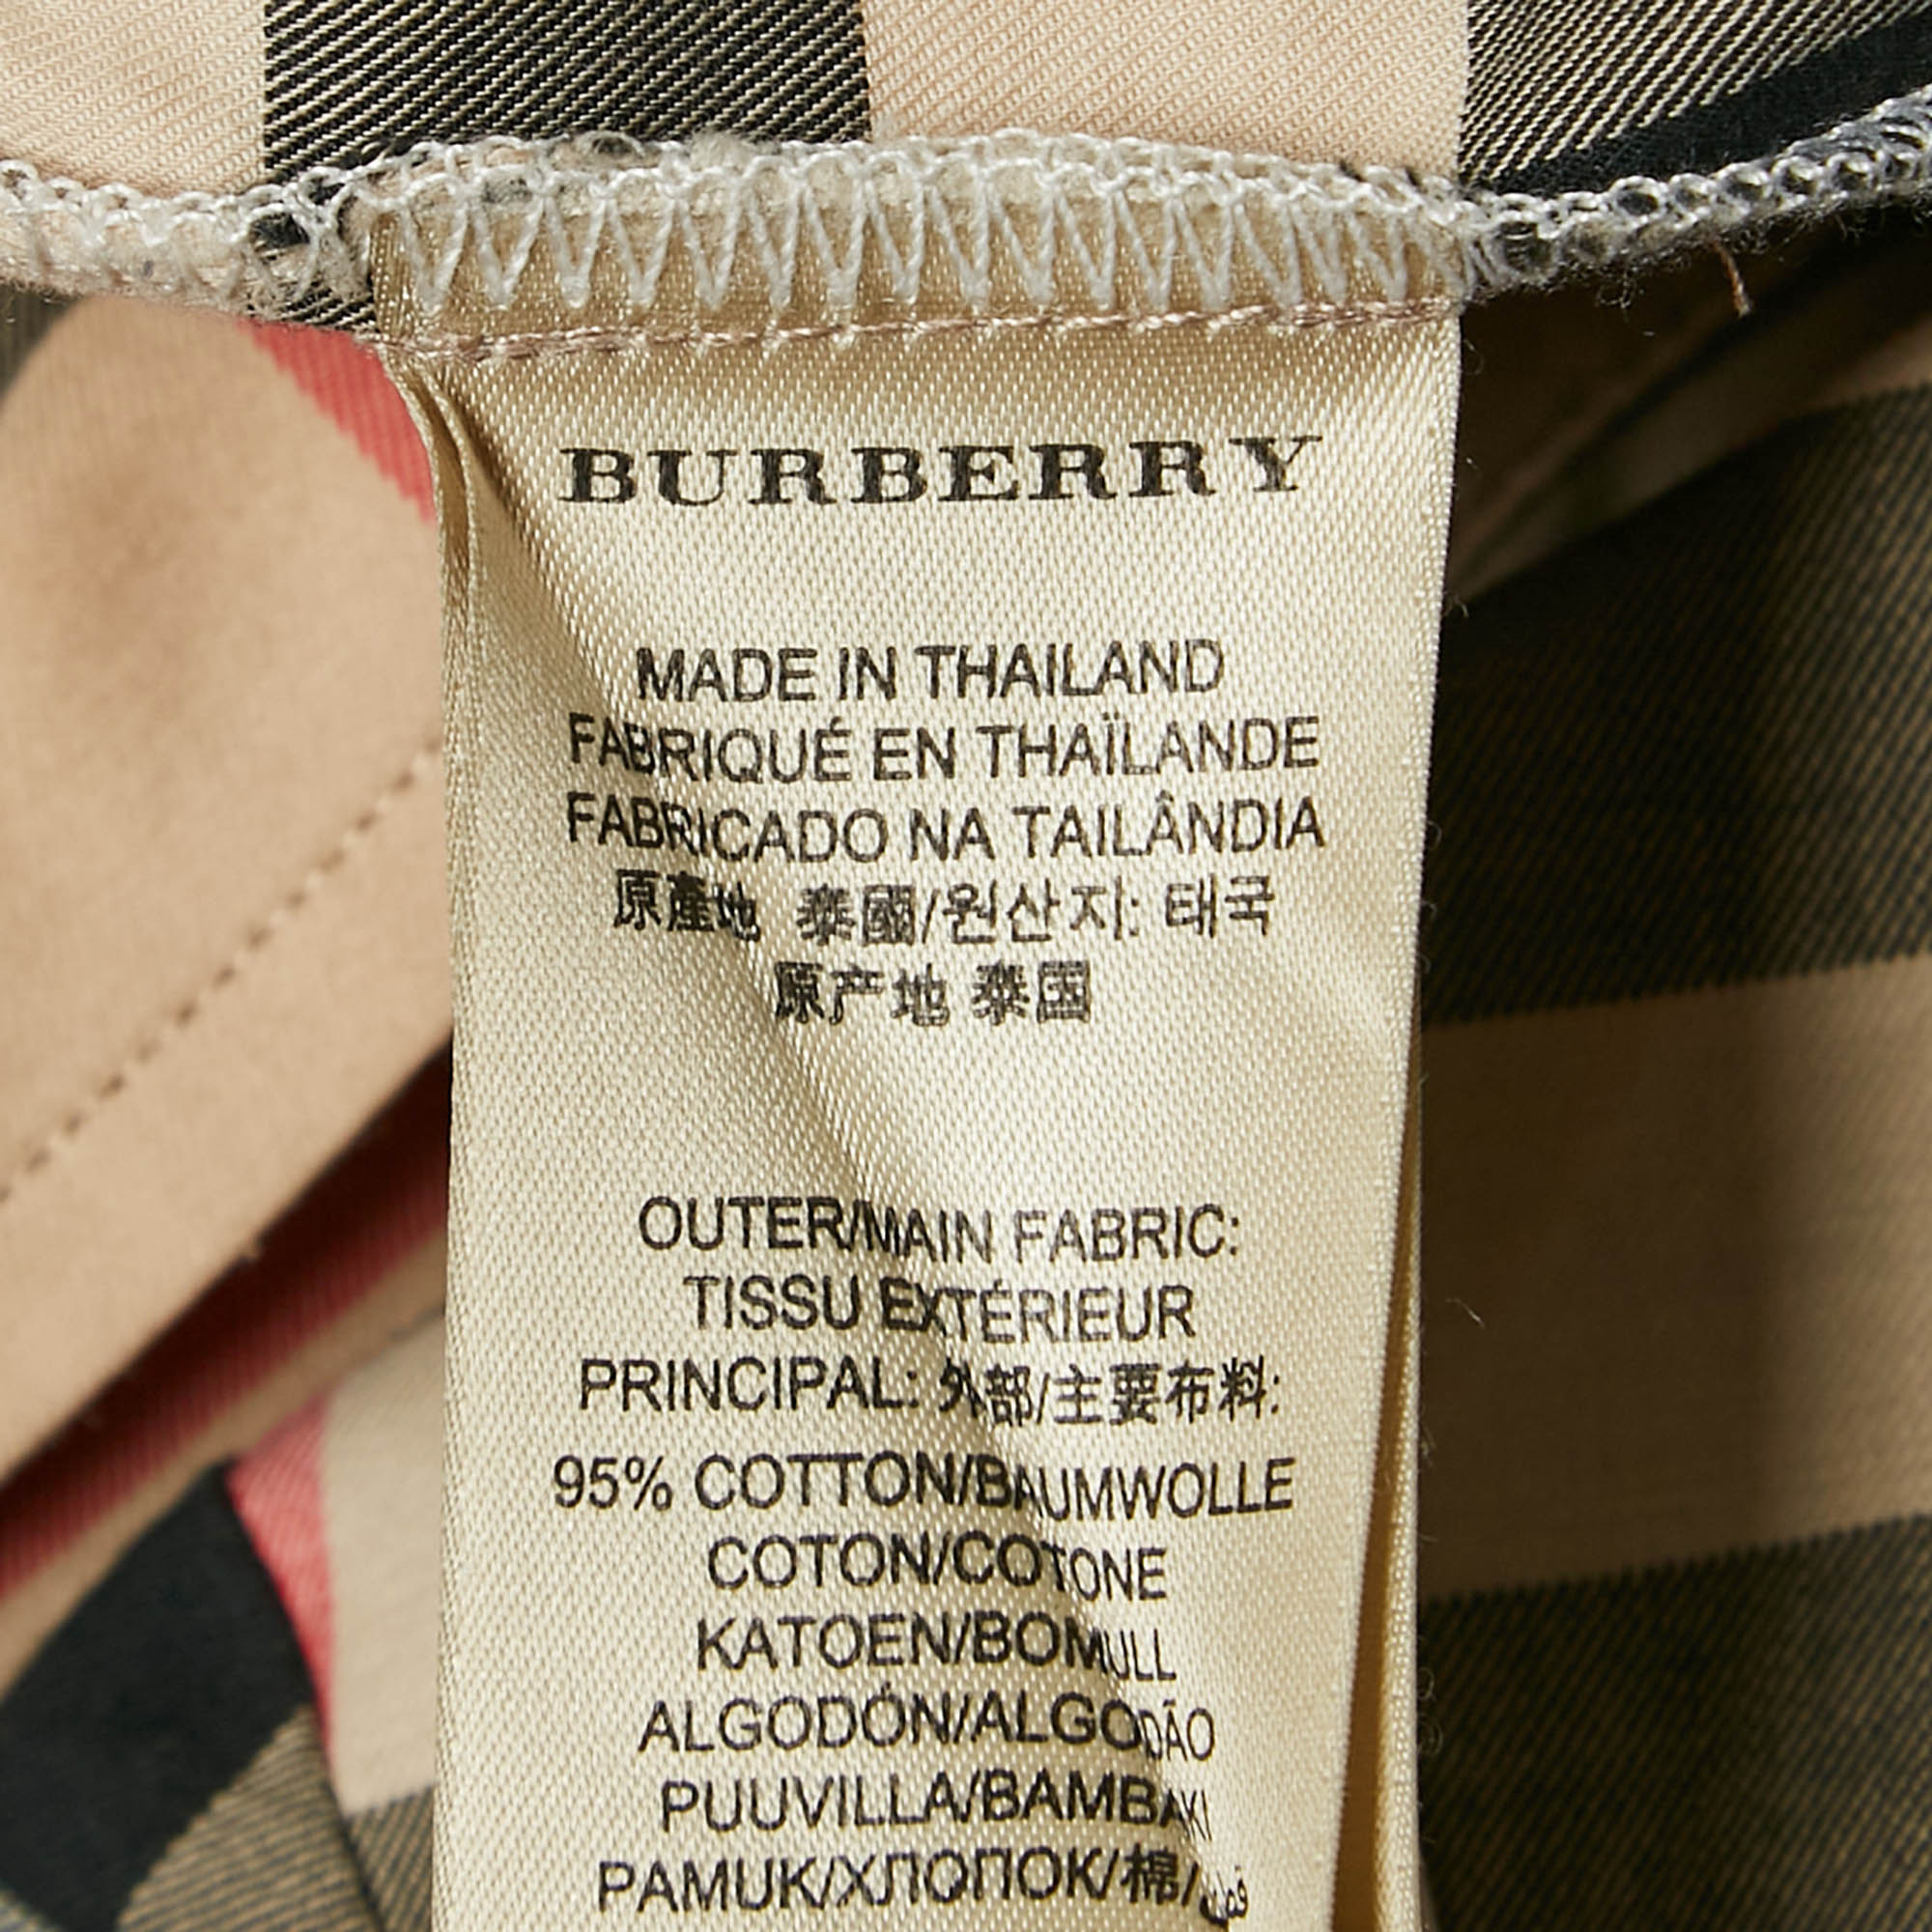 BURBERRY
MADE IN THAILAND
FABRIQUÉ EN THAÏLANDE
FABRICADO NA TAILÂNDIA
原產地 泰國/원산지: 태국
原产地 泰国
OUTER/MAIN FABRIC:
TISSU EXTÉRIEUR
PRINCIPAL: 外部/主要布料:
95% COTTON/BAUMWOLLE
COTON/COTONE
KATOEN/BOMULL
ALGODÓN/ALGODÃO
PUUVILLA/BAMBAKI
PAMUK/ХЛОПОК/棉/